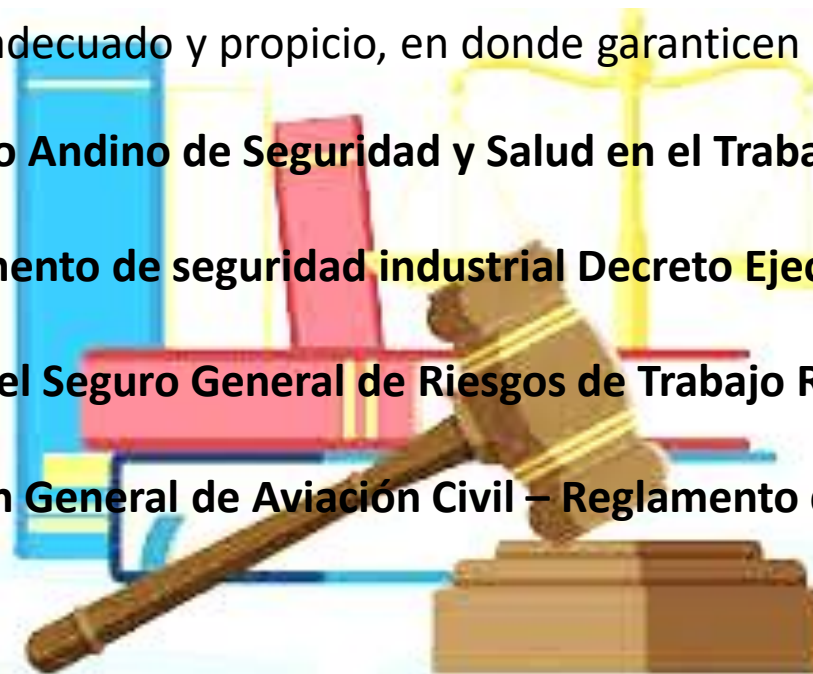 adecuado y propicio, en donde garanticen
o Andino de Seguridad y Salud en el Traba
mento de seguridad industrial Decreto Ejec
el Seguro General de Riesgos de Trabajo R
n General de Aviación Civil – Reglamento